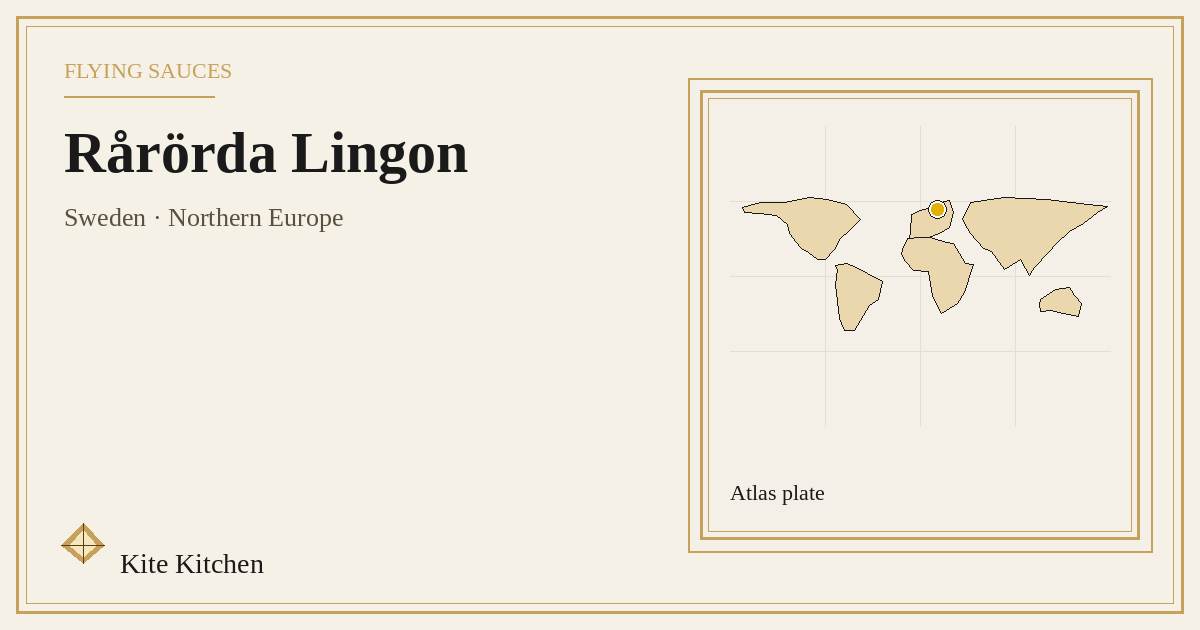 FLYING SAUCES
Rårörda Lingon
Sweden · Northern Europe
Atlas plate
Kite Kitchen